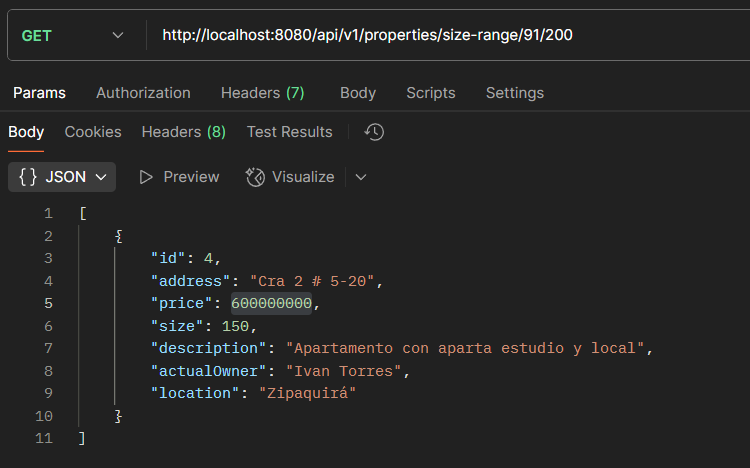 GET http://localhost:8080/api/v1/properties/size-range/91/200
Params Authorization Headers (7) Body Scripts Settings
Body Cookies Headers (8) Test Results
{} JSON Preview Visualize
1 [
2 {
3 "id": 4,
4 "address": "Cra 2 # 5-20",
5 "price": 600000000,
6 "size": 150,
7 "description": "Apartamento con aparta estudio y local",
8 "actualOwner": "Ivan Torres",
9 "location": "Zipaquirá"
10 }
11 ]